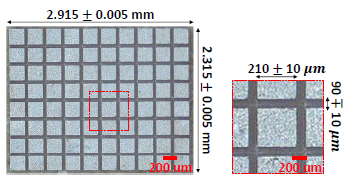 2.915 ± 0.005 mm
2.315 ± 0.005 mm
200 um
210 ± 10 μm
90 ∓ 10 μm
200 um